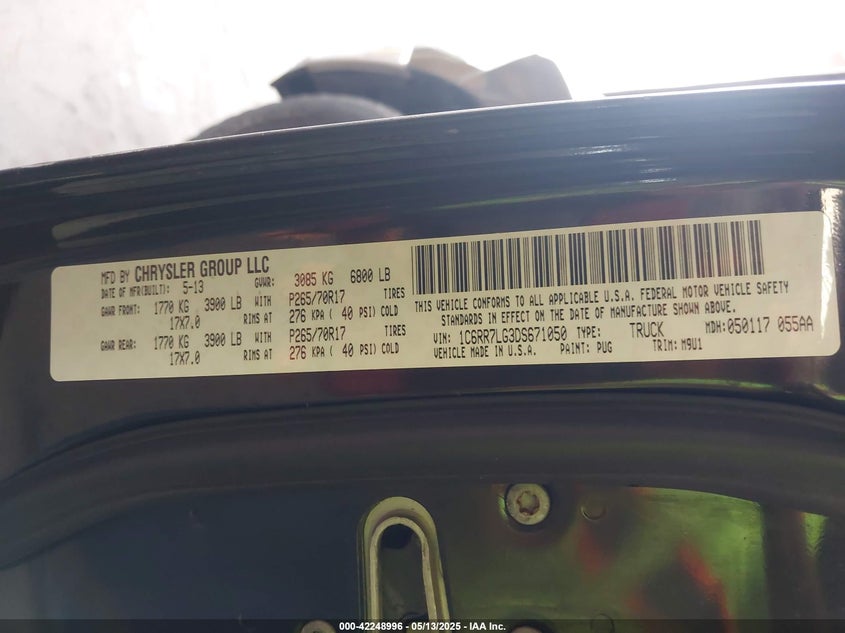 MFD BY CHRYSLER GROUP LLC
DATE OF MFR(BUILT): 5-13 GVWR: 3085 KG 6800 LB
GAWR FRONT: 1770 KG 3900 LB WITH P265/70R17 TIRES
17X7.0 RIMS AT 276 KPA ( 40 PSI) COLD
GAWR REAR: 1770 KG 3900 LB WITH P265/70R17 TIRES
17X7.0 RIMS AT 276 KPA ( 40 PSI) COLD
THIS VEHICLE CONFORMS TO ALL APPLICABLE U.S.A. FEDERAL MOTOR VEHICLE SAFETY
STANDARDS IN EFFECT ON THE DATE OF MANUFACTURE SHOWN ABOVE.
VIN: 1C6RR7LG3DS671050 TYPE: TRUCK MDH:050117 055AA
VEHICLE MADE IN U.S.A. PAINT: PUG TRIM: M9U1
000-42248996 - 05/13/2025 - IAA Inc.